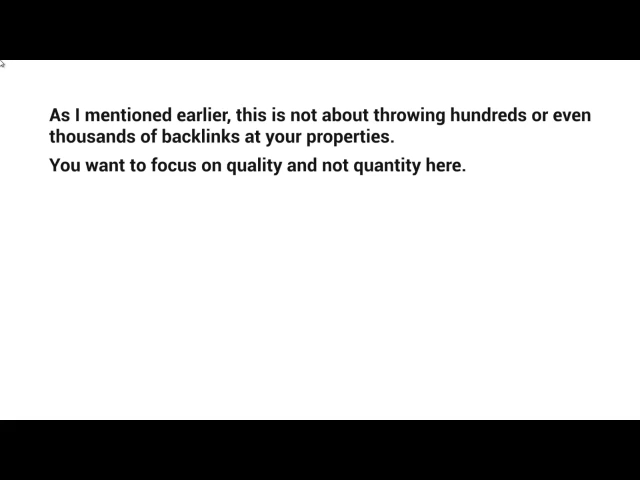 As I mentioned earlier, this is not about throwing hundreds or even
thousands of backlinks at your properties.
You want to focus on quality and not quantity here.